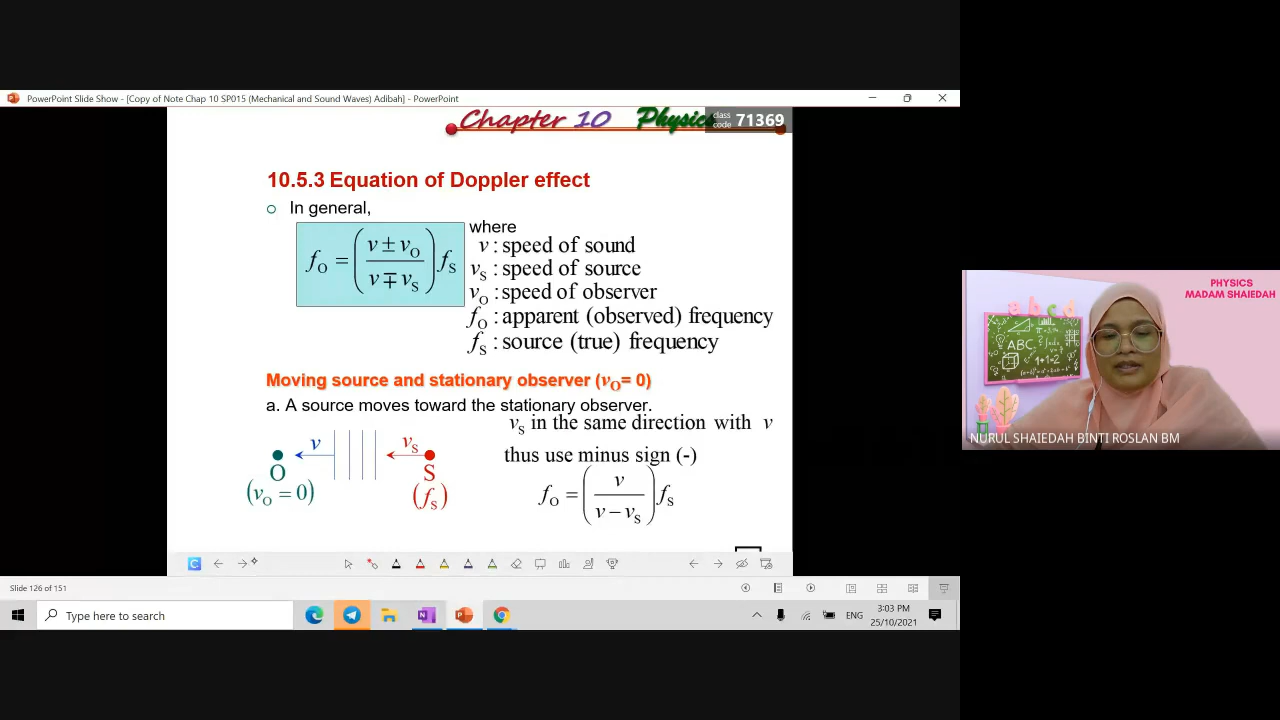 PowerPoint Slide Show - [Copy of Note Chap 10 SP015 (Mechanical and Sound Waves) Adibah] - PowerPoint
Chapter 10 Physics
class code 71369
10.5.3 Equation of Doppler effect
In general,
f_O = ( (v ± v_O) / (v ∓ v_S) ) f_S
where
v : speed of sound
v_S : speed of source
v_O : speed of observer
f_O : apparent (observed) frequency
f_S : source (true) frequency
Moving source and stationary observer (v_O= 0)
a. A source moves toward the stationary observer.
v_S in the same direction with v
thus use minus sign (-)
f_O = ( v / (v − v_S) ) f_S
v
v_S
O
S
(v_O = 0)
(f_S)
PHYSICS
MADAM SHAIEDAH
a b c d
ABC
1+1=2
NURUL SHAIEDAH BINTI ROSLAN BM
Slide 126 of 151
Type here to search
ENG
3:03 PM
25/10/2021